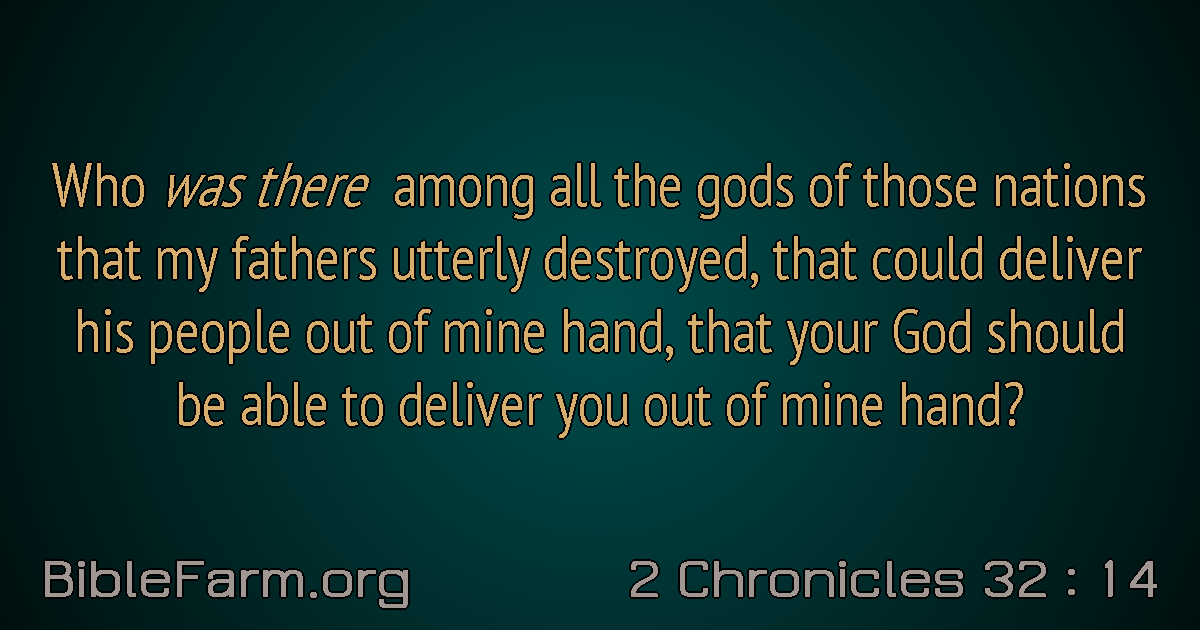 Who was there among all the gods of those nations
that my fathers utterly destroyed, that could deliver
his people out of mine hand, that your God should
be able to deliver you out of mine hand?
BibleFarm.org
2 Chronicles 32 : 14